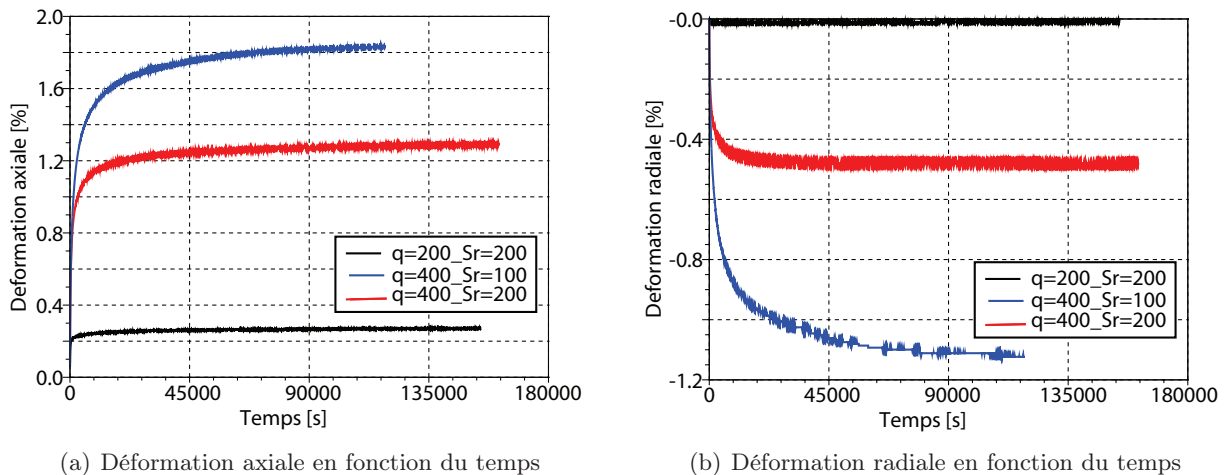 2.0
1.6
1.2
0.8
0.4
0.0
Deformation axiale [%]
q=200_Sr=200
q=400_Sr=100
q=400_Sr=200
0
45000
90000
135000
180000
Temps [s]
(a) Déformation axiale en fonction du temps
-0.0
-0.4
-0.8
-1.2
Deformation radiale [%]
q=200_Sr=200
q=400_Sr=100
q=400_Sr=200
0
45000
90000
135000
180000
Temps [s]
(b) Déformation radiale en fonction du temps